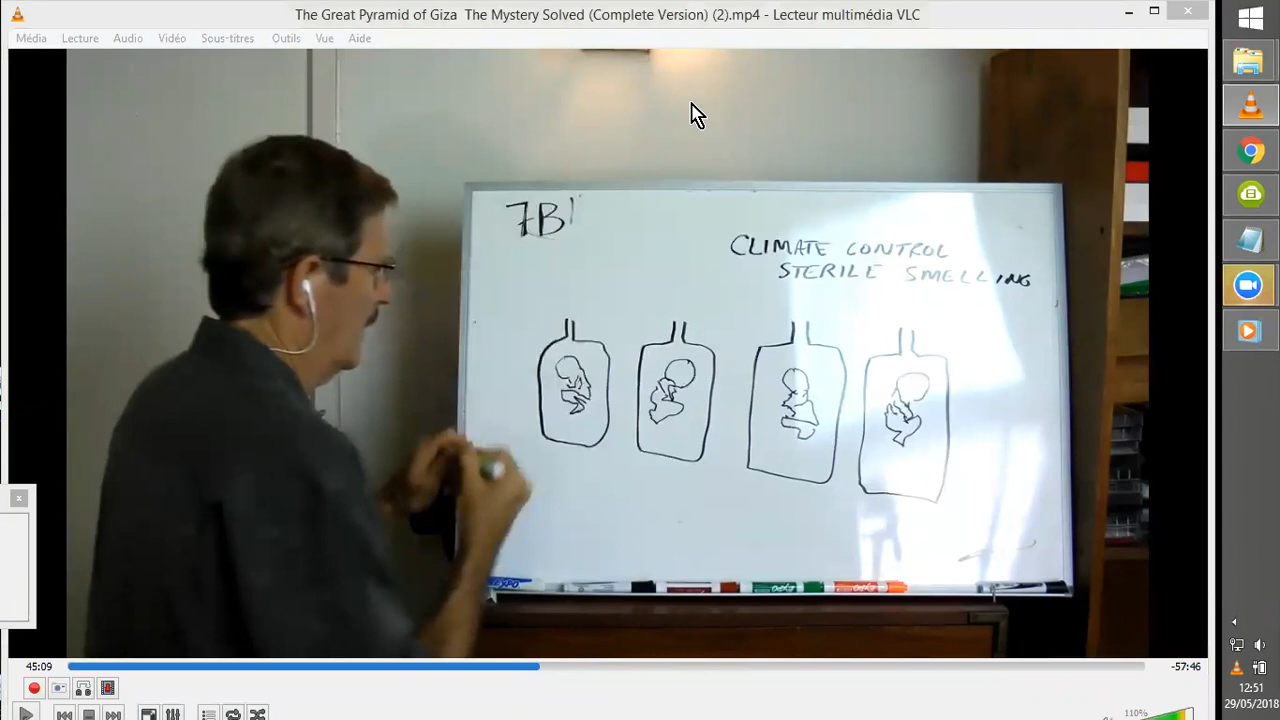 The Great Pyramid of Giza The Mystery Solved (Complete Version) (2).mp4 - Lecteur multimédia VLC
Média Lecture Audio Vidéo Sous-titres Outils Vue Aide
7B
CLIMATE CONTROL
STERILE SMELLING
EXPO
45:09
-57:46
110%
12:51
29/05/2018